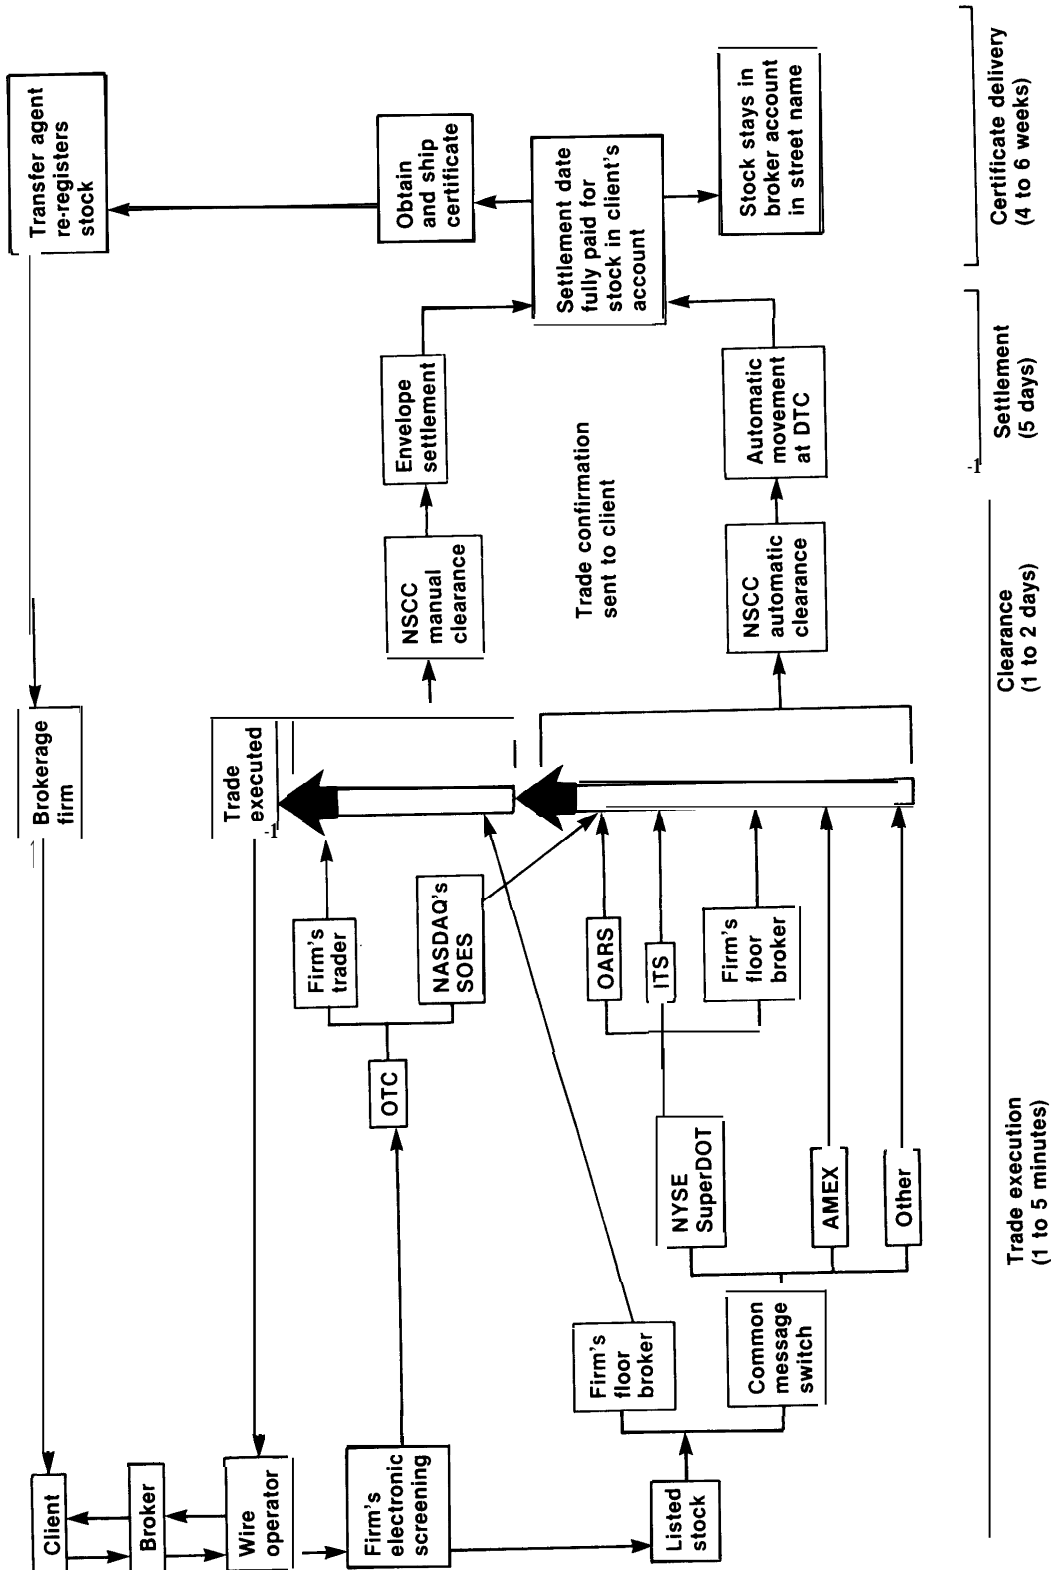 Client
Broker
Wire
operator
Firm's
electronic
screening
Listed
stock
Brokerage
firm
Trade
executed
-1
Transfer agent
re-registers
stock
OTC
Firm's
trader
NASDAQ's
SOES
Firm's
floor
broker
Common
message
switch
NYSE
SuperDOT
AMEX
Other
OARS
ITS
Firm's
floor
broker
NSCC
manual
clearance
Envelope
settlement
Obtain
and ship
certificate
Trade confirmation
sent to client
Settlement date
fully paid for
stock in client's
account
NSCC
automatic
clearance
Automatic
movement
at DTC
Stock stays in
broker account
in street name
-1
Trade execution
(1 to 5 minutes)
Clearance
(1 to 2 days)
Settlement
(5 days)
Certificate delivery
(4 to 6 weeks)